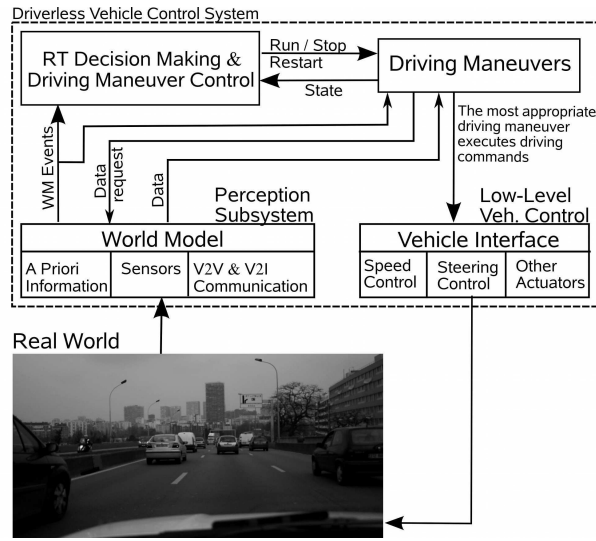 Driverless Vehicle Control System
RT Decision Making &
Driving Maneuver Control
Run / Stop
Restart
State
Driving Maneuvers
The most appropriate
driving maneuver
executes driving
commands
WM Events
Data
request
Data
Perception
Subsystem
Low-Level
Veh. Control
World Model
A Priori
Information
Sensors
V2V & V2I
Communication
Vehicle Interface
Speed
Control
Steering
Control
Other
Actuators
Real World